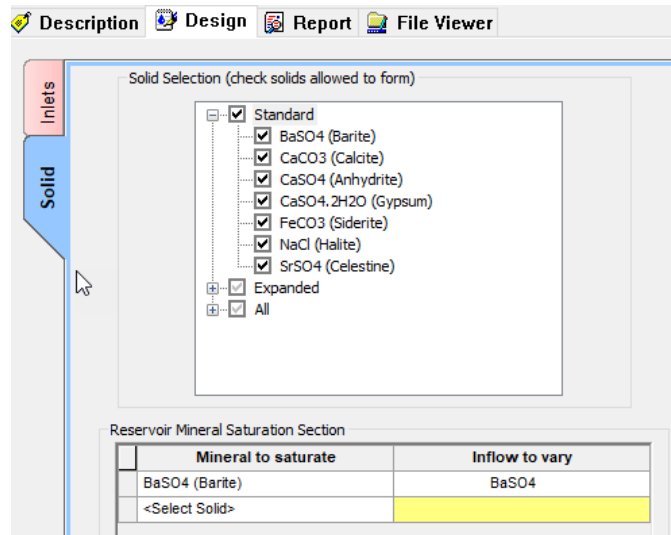 Description Design Report File Viewer
Inlets
Solid
Solid Selection (check solids allowed to form)
Standard
BaSO4 (Barite)
CaCO3 (Calcite)
CaSO4 (Anhydrite)
CaSO4.2H2O (Gypsum)
FeCO3 (Siderite)
NaCl (Halite)
SrSO4 (Celestine)
Expanded
All
Reservoir Mineral Saturation Section
Mineral to saturate Inflow to vary
BaSO4 (Barite) BaSO4
<Select Solid>